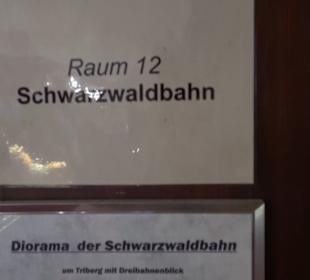 Raum 12
Schwarzwaldbahn
Diorama der Schwarzwaldbahn
um Triberg mit Dreibahnenblick